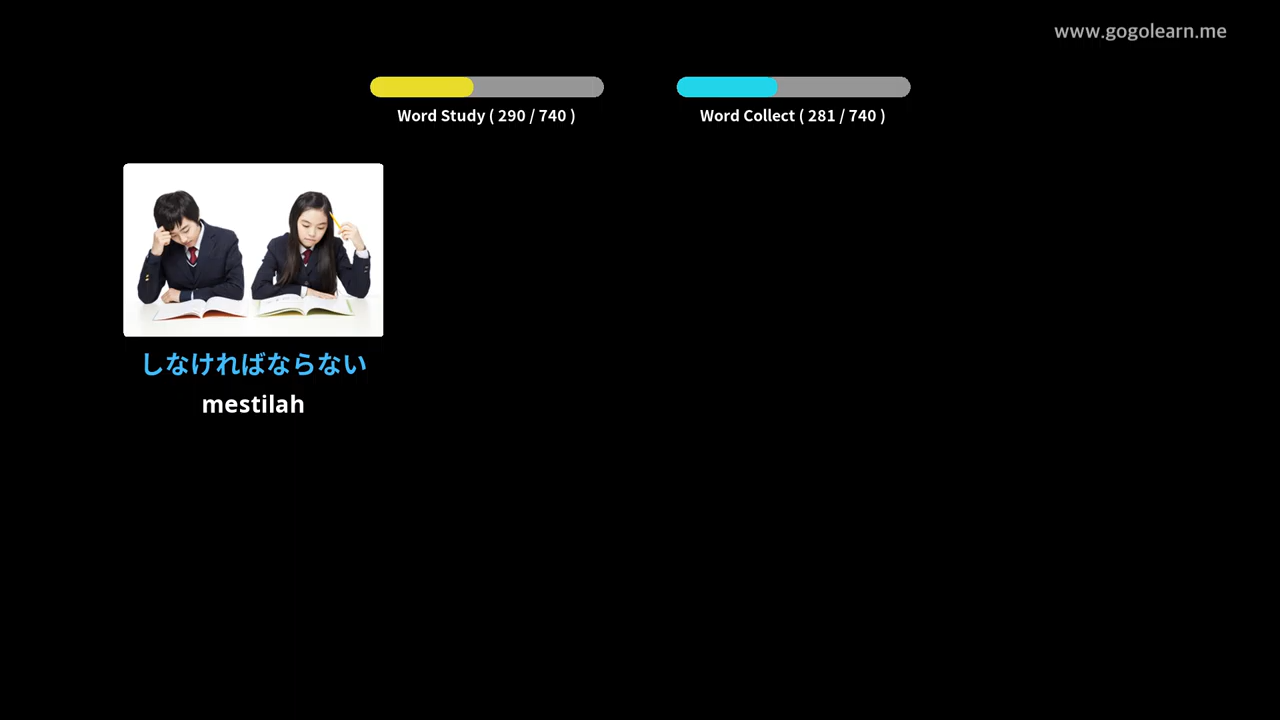 www.gogolearn.me
Word Study ( 290 / 740 )
Word Collect ( 281 / 740 )
しなければならない
mestilah